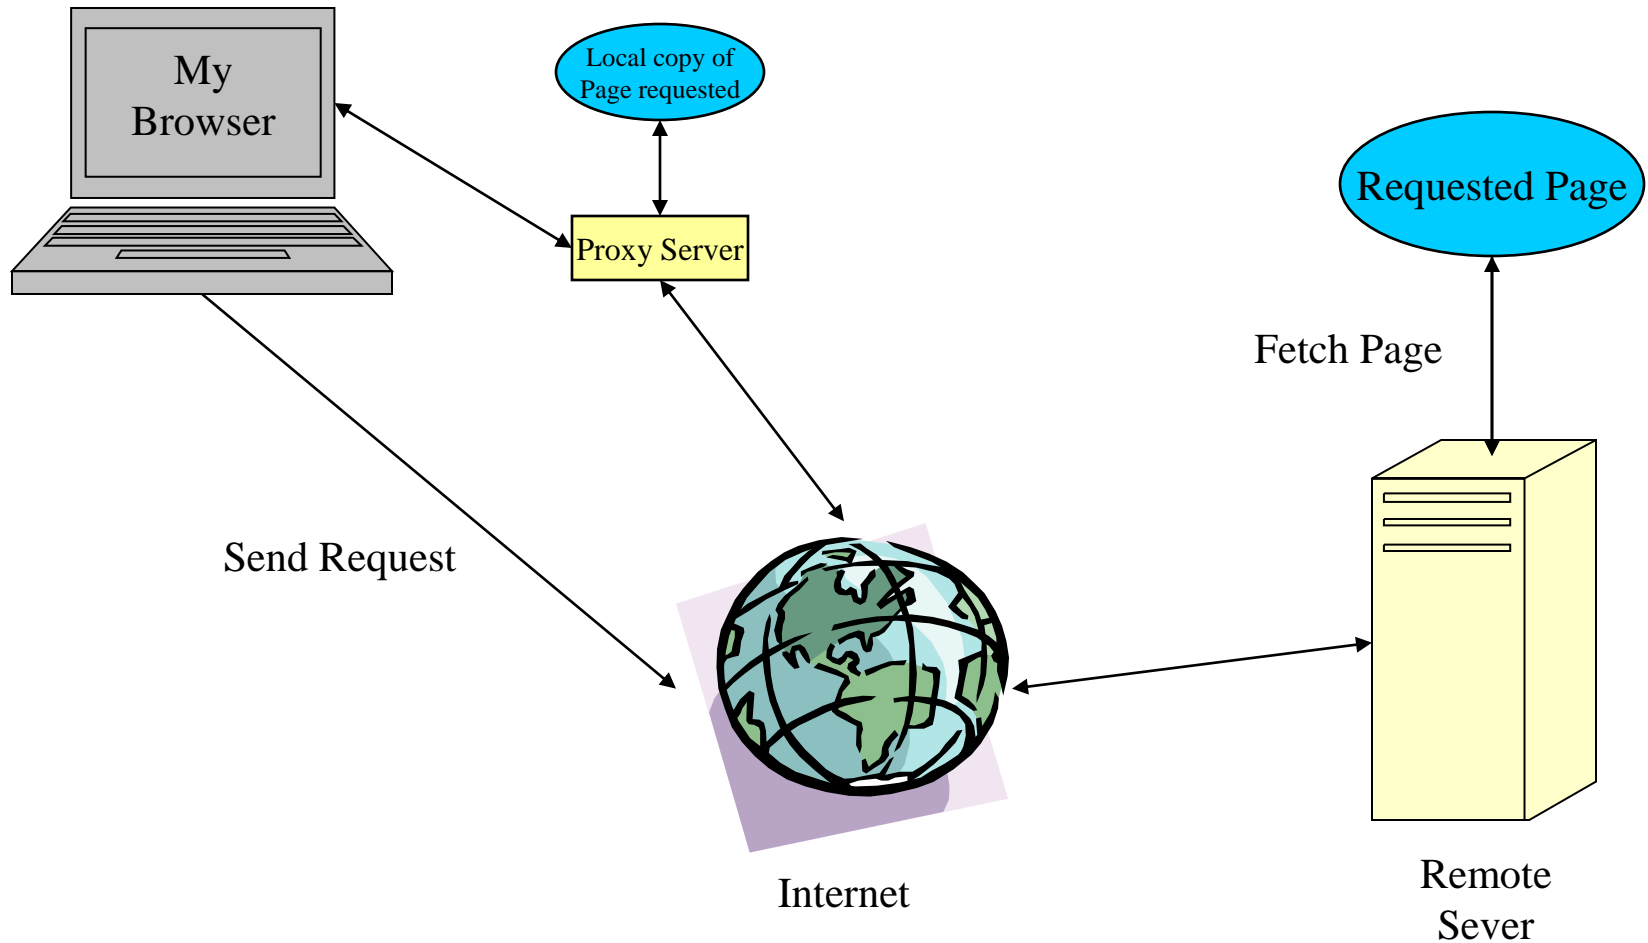 My
Browser
Local copy of
Page requested
Requested Page
Proxy Server
Fetch Page
Send Request
Internet
Remote
Sever